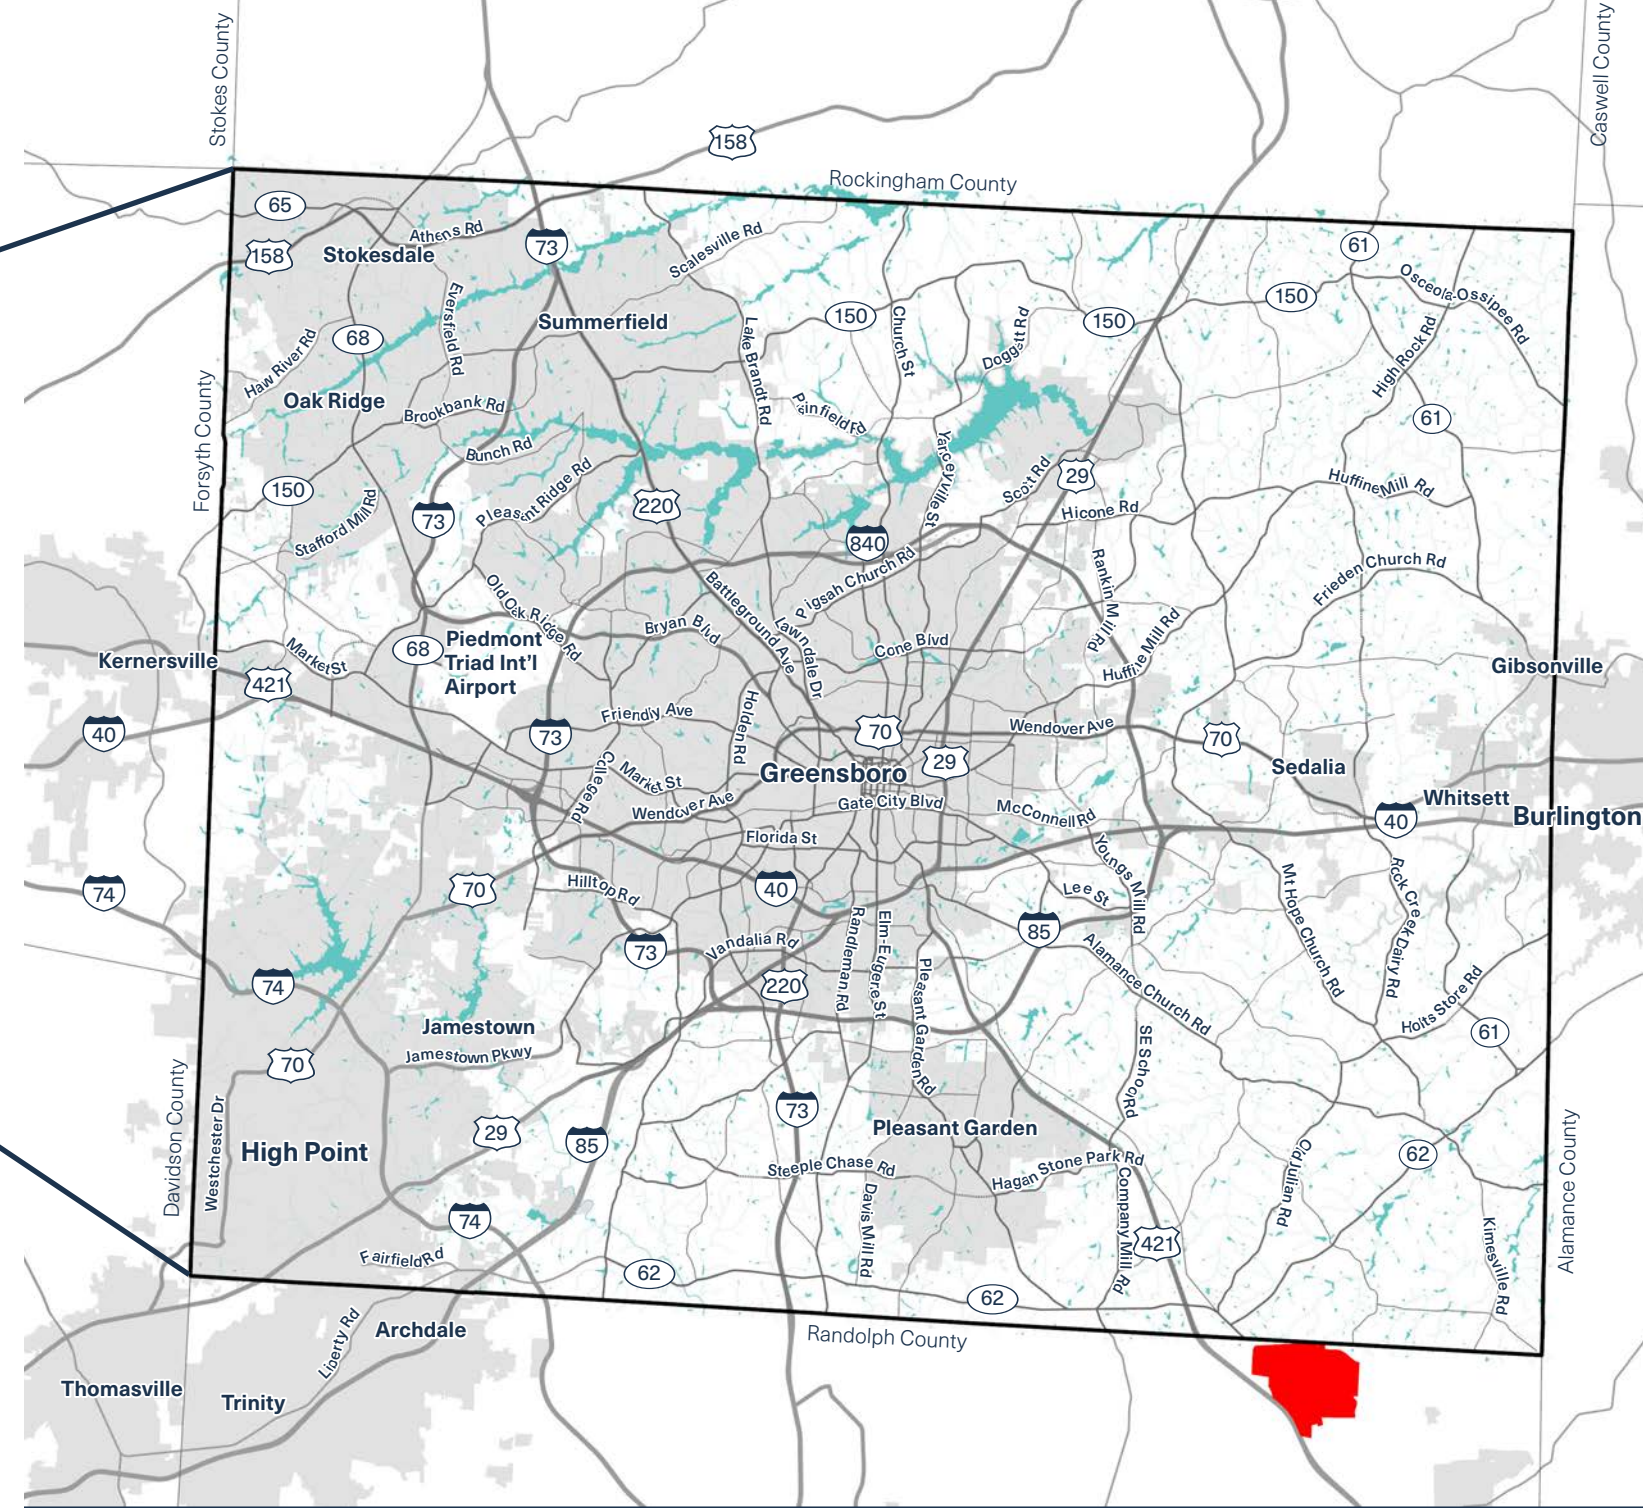 Stokes County
Caswell County
158
Rockingham County
65
158
Athens Rd
Stokesdale
73
Scalesville Rd
61
Osceola-Ossipee Rd
150
Eversfield Rd
Summerfield
150
Church St
150
Doggett Rd
68
Lake Brandt Rd
High Rock Rd
Haw River Rd
Oak Ridge
Brookbank Rd
61
Forsyth County
Bunch Rd
Yanceyville St
Scott Rd
29
Huffine Mill Rd
150
Stafford Mill Rd
73
Pleasant Ridge Rd
220
Hicone Rd
840
Pisgah Church Rd
Rankin Mill Rd
Frieden Church Rd
Old Oak Ridge Rd
Battleground Ave
Lawndale Dr
Bryan Blvd
Cone Blvd
Huffine Mill Rd
Kernersville
Market St
68
Piedmont
Triad Int'l
Airport
Gibsonville
421
40
73
Friendly Ave
Holden Rd
70
Wendover Ave
70
College Rd
Market St
Greensboro
29
Sedalia
Wendover Ave
Gate City Blvd
McConnell Rd
Whitsett
40
Burlington
Florida St
Youngs Mill Rd
74
70
Hilltop Rd
40
Lee St
Mt Hope Church Rd
Rock Creek Dairy Rd
73
Vandalia Rd
Randleman Rd
Elm-Eugene St
85
Alamance Church Rd
74
220
Pleasant Garden Rd
Hoits Store Rd
Jamestown
61
Jamestown Pkwy
SE School Rd
70
Davidson County
Westchester Dr
29
73
Pleasant Garden
High Point
85
Steeple Chase Rd
Hagan Stone Park Rd
Old Julian Rd
62
Alamance County
74
Davis Mill Rd
Company Mill Rd
421
Kimesville Rd
Fairfield Rd
62
62
Liberty Rd
Archdale
Randolph County
Thomasville
Trinity